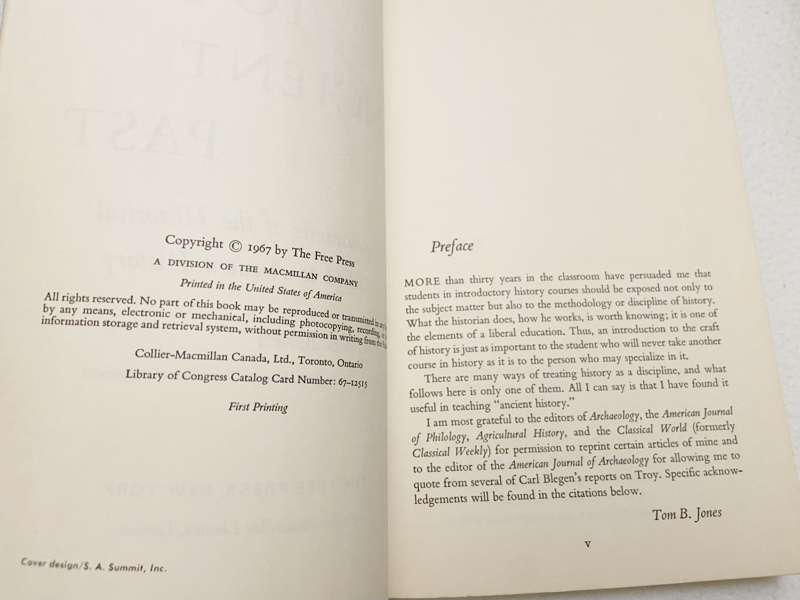 Copyright © 1967 by The Free Press
A DIVISION OF THE MACMILLAN COMPANY
Printed in the United States of America
All rights reserved. No part of this book may be reproduced or transmitted in any
by any means, electronic or mechanical, including photocopying, recording, or
information storage and retrieval system, without permission in writing from the
Collier-Macmillan Canada, Ltd., Toronto, Ontario
Library of Congress Catalog Card Number: 67-12515
First Printing
Cover design/S. A. Summit, Inc.
Preface
MORE than thirty years in the classroom have persuaded me that
students in introductory history courses should be exposed not only to
the subject matter but also to the methodology or discipline of history.
What the historian does, how he works, is worth knowing; it is one of
the elements of a liberal education. Thus, an introduction to the craft
of history is just as important to the student who will never take another
course in history as it is to the person who may specialize in it.
There are many ways of treating history as a discipline, and what
follows here is only one of them. All I can say is that I have found it
useful in teaching "ancient history."
I am most grateful to the editors of Archaeology, the American Journal
of Philology, Agricultural History, and the Classical World (formerly
Classical Weekly) for permission to reprint certain articles of mine and
to the editor of the American Journal of Archaeology for allowing me to
quote from several of Carl Blegen's reports on Troy. Specific acknow-
ledgements will be found in the citations below.
Tom B. Jones
v